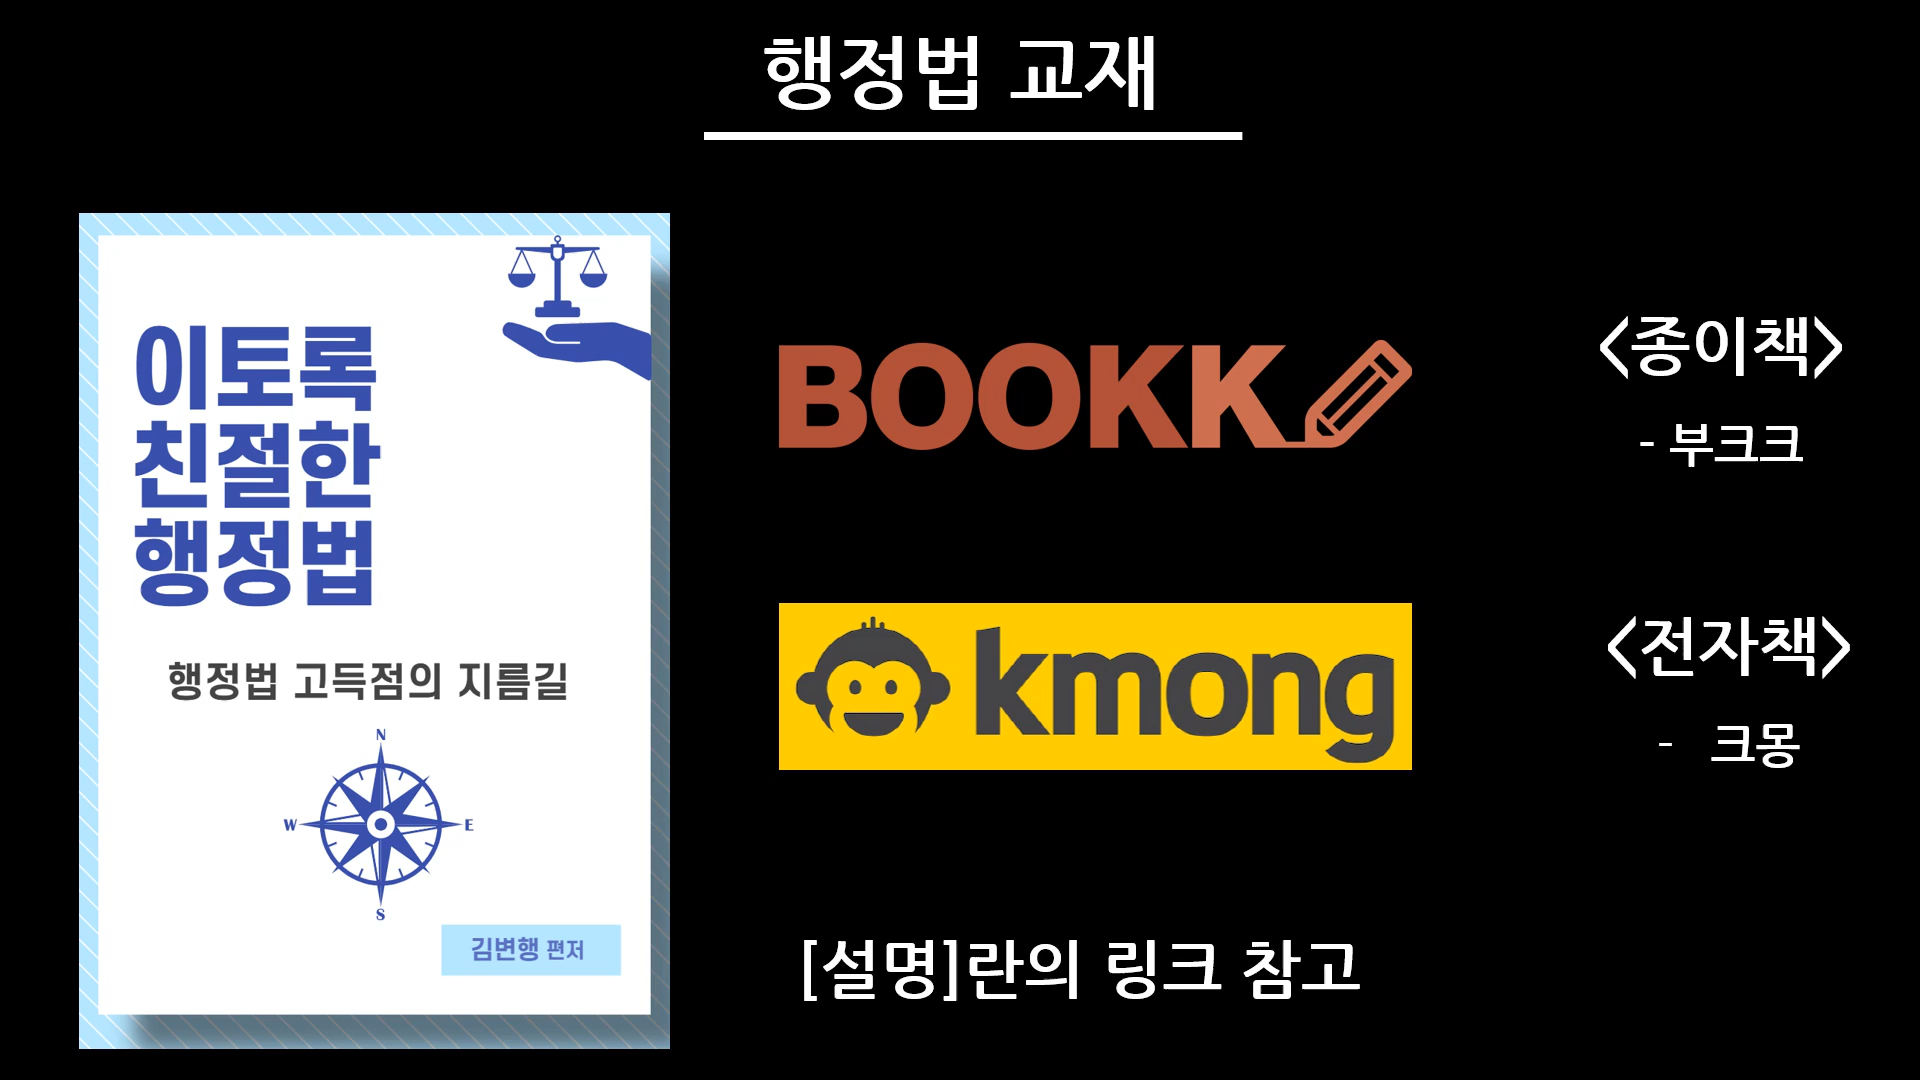 행정법 교재
이토록
친절한
행정법
행정법 고득점의 지름길
N
W
E
S
김변행 편저
BOOKK
<종이책>
- 부크크
kmong
<전자책>
- 크몽
[설명]란의 링크 참고